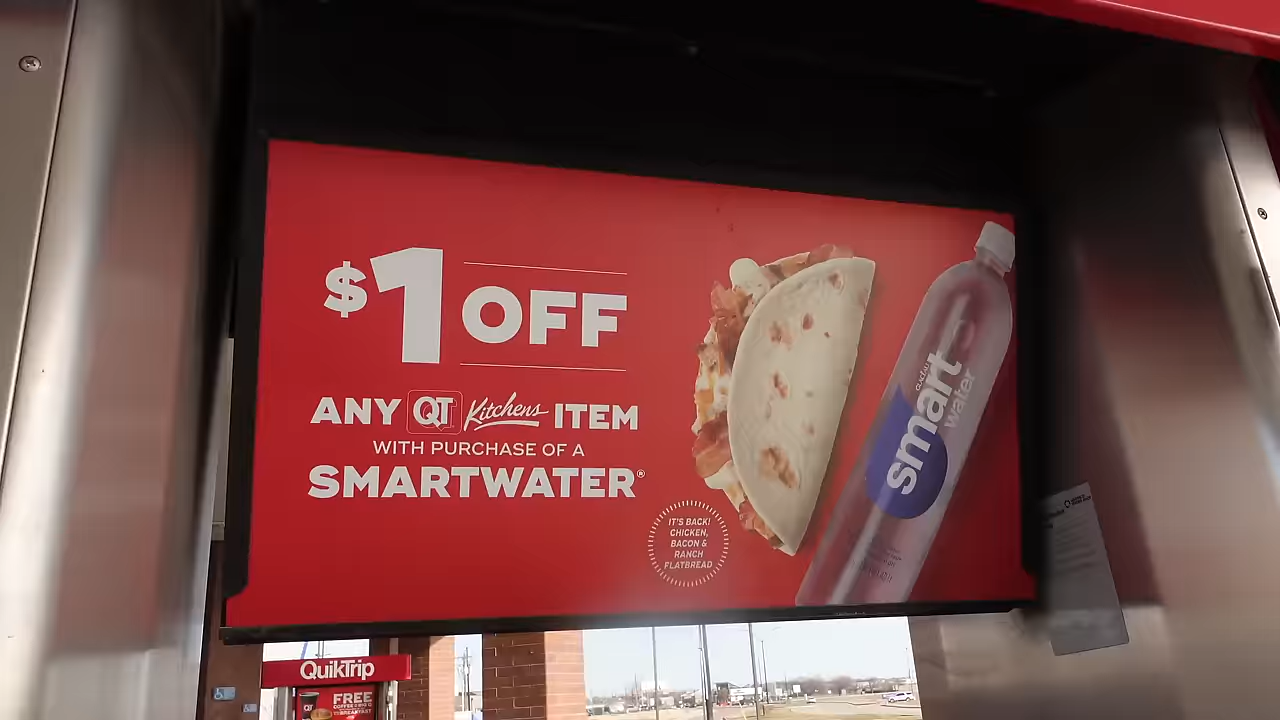 $1 OFF
ANY QT Kitchens ITEM
WITH PURCHASE OF A
SMARTWATER®
IT'S BACK!
CHICKEN,
BACON &
RANCH
FLATBREAD
smart
water
QuikTrip
QT
FREE